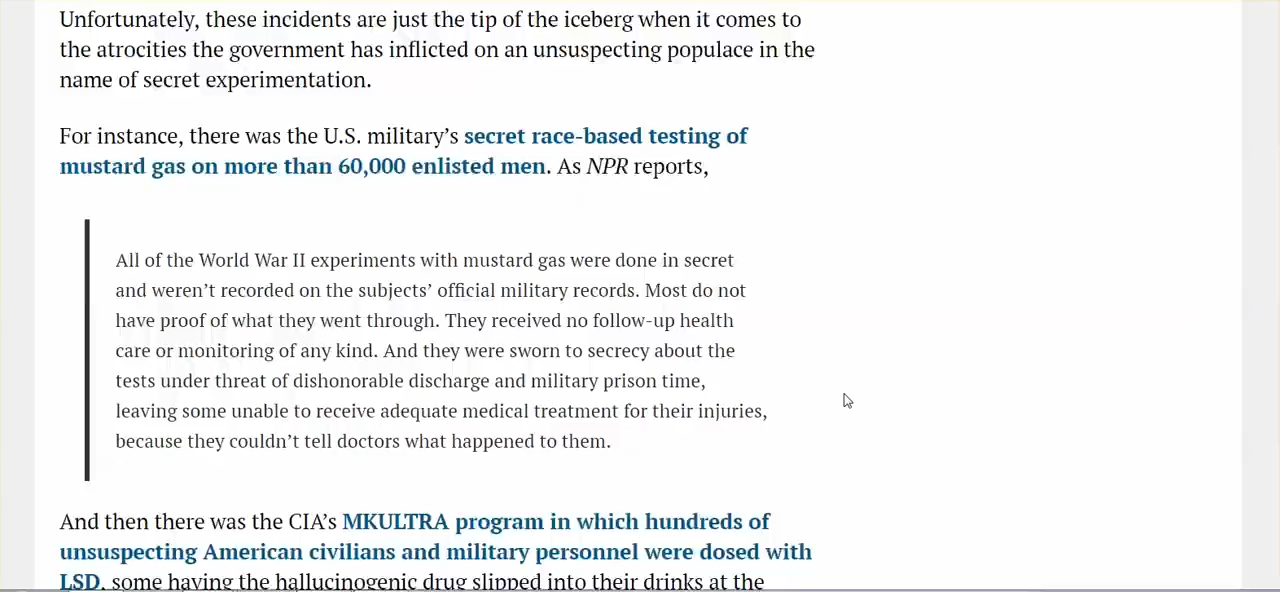 Unfortunately, these incidents are just the tip of the iceberg when it comes to
the atrocities the government has inflicted on an unsuspecting populace in the
name of secret experimentation.
For instance, there was the U.S. military’s secret race-based testing of
mustard gas on more than 60,000 enlisted men. As NPR reports,
All of the World War II experiments with mustard gas were done in secret
and weren’t recorded on the subjects’ official military records. Most do not
have proof of what they went through. They received no follow-up health
care or monitoring of any kind. And they were sworn to secrecy about the
tests under threat of dishonorable discharge and military prison time,
leaving some unable to receive adequate medical treatment for their injuries,
because they couldn’t tell doctors what happened to them.
And then there was the CIA’s MKULTRA program in which hundreds of
unsuspecting American civilians and military personnel were dosed with
LSD, some having the hallucinogenic drug slipped into their drinks at the